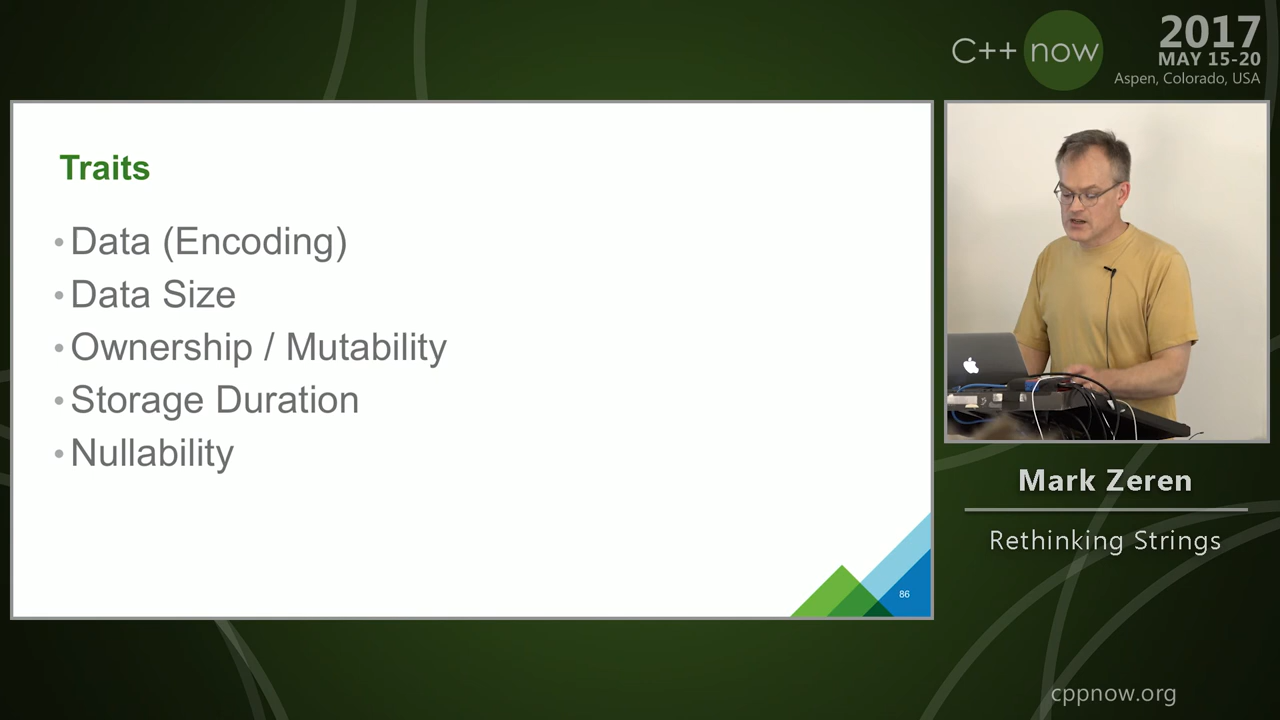 C++ now
2017
MAY 15-20
Aspen, Colorado, USA
Traits
• Data (Encoding)
• Data Size
• Ownership / Mutability
• Storage Duration
• Nullability
86
Mark Zeren
Rethinking Strings
cppnow.org